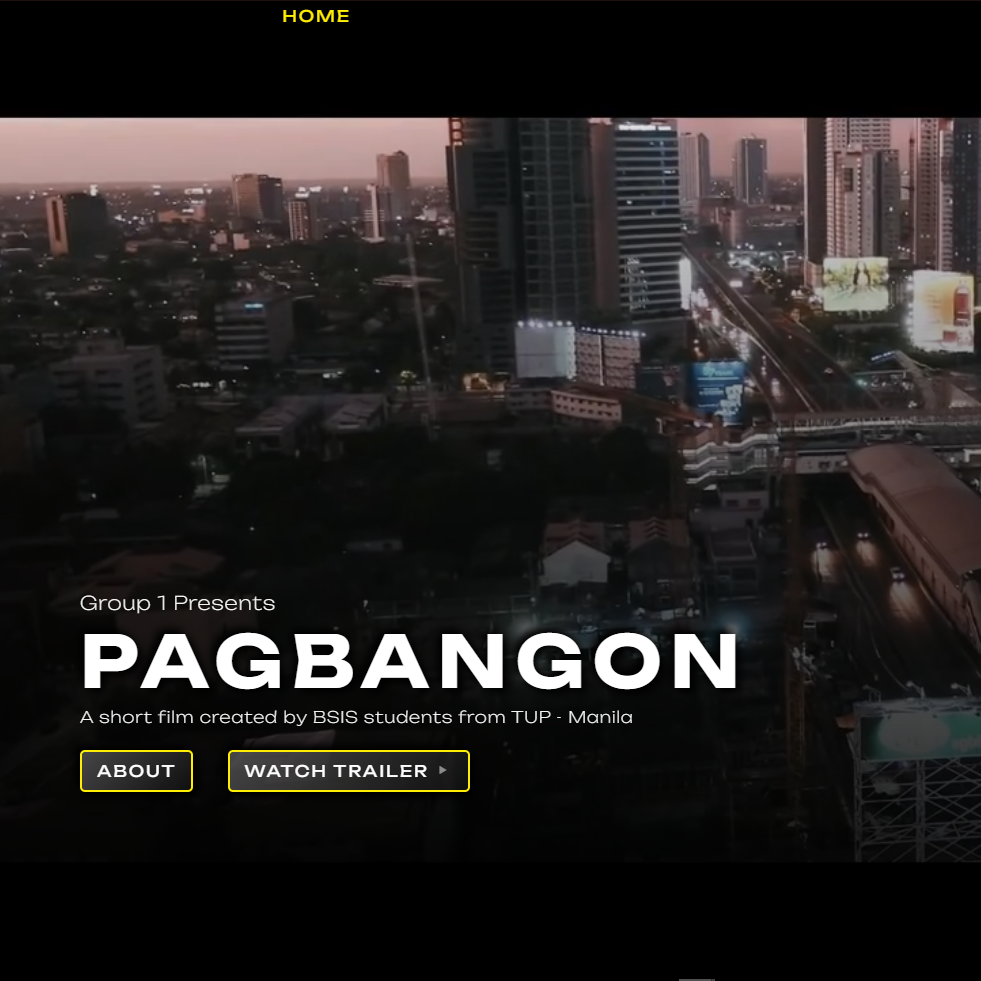 HOME
Group 1 Presents
PAGBANGON
A short film created by BSIS students from TUP - Manila
ABOUT
WATCH TRAILER